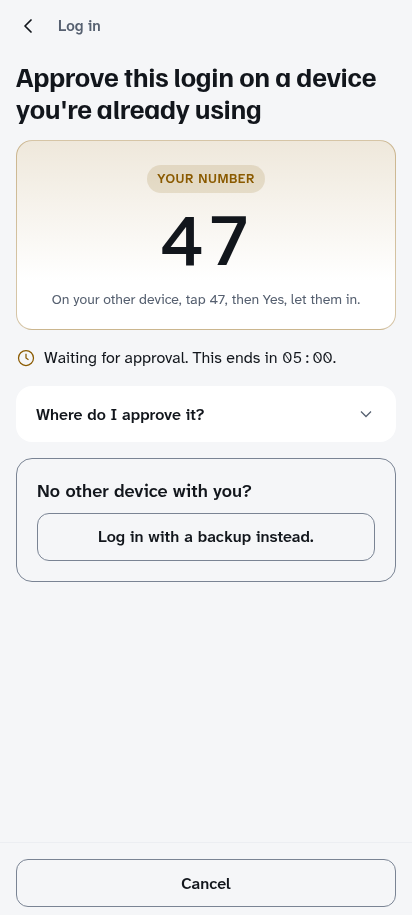 Log in
Approve this login on a device
you're already using
YOUR NUMBER
47
On your other device, tap 47, then Yes, let them in.
Waiting for approval. This ends in 05:00.
Where do I approve it?
No other device with you?
Log in with a backup instead.
Cancel